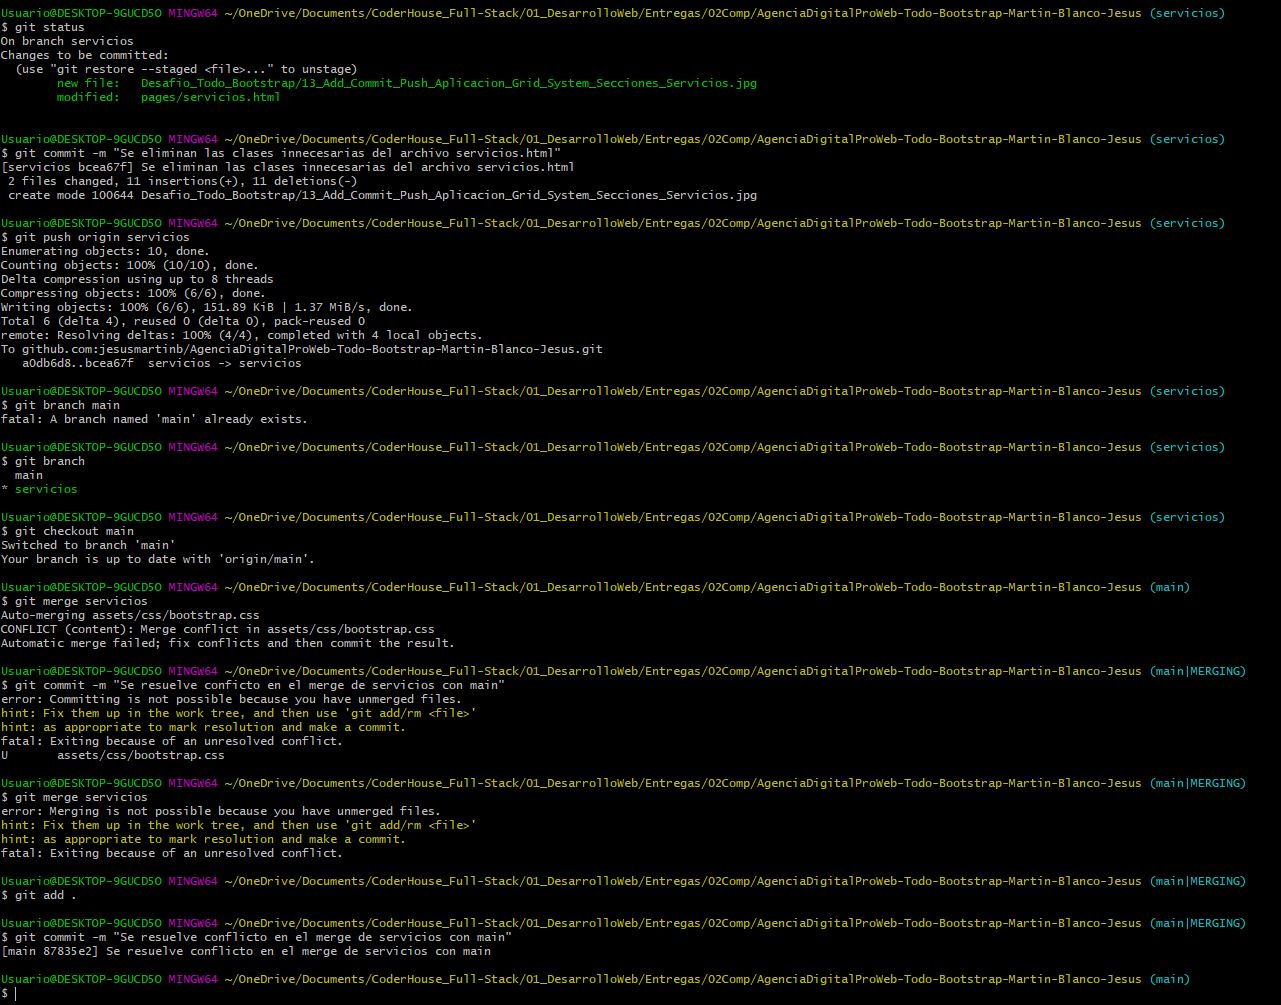 Usuario@DESKTOP-9GUCD5O MINGW64 ~/OneDrive/Documents/CoderHouse_Full-Stack/01_DesarrolloWeb/Entregas/02Comp/AgenciaDigitalProWeb-Todo-Bootstrap-Martin-Blanco-Jesus (servicios)
$ git status
On branch servicios
Changes to be committed:
  (use "git restore --staged <file>..." to unstage)
        new file:   Desafio_Todo_Bootstrap/13_Add_Commit_Push_Aplicacion_Grid_System_Secciones_Servicios.jpg
        modified:   pages/servicios.html

Usuario@DESKTOP-9GUCD5O MINGW64 ~/OneDrive/Documents/CoderHouse_Full-Stack/01_DesarrolloWeb/Entregas/02Comp/AgenciaDigitalProWeb-Todo-Bootstrap-Martin-Blanco-Jesus (servicios)
$ git commit -m "Se eliminan las clases innecesarias del archivo servicios.html"
[servicios bcea67f] Se eliminan las clases innecesarias del archivo servicios.html
 2 files changed, 11 insertions(+), 11 deletions(-)
 create mode 100644 Desafio_Todo_Bootstrap/13_Add_Commit_Push_Aplicacion_Grid_System_Secciones_Servicios.jpg

Usuario@DESKTOP-9GUCD5O MINGW64 ~/OneDrive/Documents/CoderHouse_Full-Stack/01_DesarrolloWeb/Entregas/02Comp/AgenciaDigitalProWeb-Todo-Bootstrap-Martin-Blanco-Jesus (servicios)
$ git push origin servicios
Enumerating objects: 10, done.
Counting objects: 100% (10/10), done.
Delta compression using up to 8 threads
Compressing objects: 100% (6/6), done.
Writing objects: 100% (6/6), 151.89 KiB | 1.37 MiB/s, done.
Total 6 (delta 4), reused 0 (delta 0), pack-reused 0
remote: Resolving deltas: 100% (4/4), completed with 4 local objects.
To github.com:jesusmartinb/AgenciaDigitalProWeb-Todo-Bootstrap-Martin-Blanco-Jesus.git
   a0db6d8..bcea67f  servicios -> servicios

Usuario@DESKTOP-9GUCD5O MINGW64 ~/OneDrive/Documents/CoderHouse_Full-Stack/01_DesarrolloWeb/Entregas/02Comp/AgenciaDigitalProWeb-Todo-Bootstrap-Martin-Blanco-Jesus (servicios)
$ git branch main
fatal: A branch named 'main' already exists.

Usuario@DESKTOP-9GUCD5O MINGW64 ~/OneDrive/Documents/CoderHouse_Full-Stack/01_DesarrolloWeb/Entregas/02Comp/AgenciaDigitalProWeb-Todo-Bootstrap-Martin-Blanco-Jesus (servicios)
$ git branch
  main
* servicios

Usuario@DESKTOP-9GUCD5O MINGW64 ~/OneDrive/Documents/CoderHouse_Full-Stack/01_DesarrolloWeb/Entregas/02Comp/AgenciaDigitalProWeb-Todo-Bootstrap-Martin-Blanco-Jesus (servicios)
$ git checkout main
Switched to branch 'main'
Your branch is up to date with 'origin/main'.

Usuario@DESKTOP-9GUCD5O MINGW64 ~/OneDrive/Documents/CoderHouse_Full-Stack/01_DesarrolloWeb/Entregas/02Comp/AgenciaDigitalProWeb-Todo-Bootstrap-Martin-Blanco-Jesus (main)
$ git merge servicios
Auto-merging assets/css/bootstrap.css
CONFLICT (content): Merge conflict in assets/css/bootstrap.css
Automatic merge failed; fix conflicts and then commit the result.

Usuario@DESKTOP-9GUCD5O MINGW64 ~/OneDrive/Documents/CoderHouse_Full-Stack/01_DesarrolloWeb/Entregas/02Comp/AgenciaDigitalProWeb-Todo-Bootstrap-Martin-Blanco-Jesus (main|MERGING)
$ git commit -m "Se resuelve conficto en el merge de servicios con main"
error: Committing is not possible because you have unmerged files.
hint: Fix them up in the work tree, and then use 'git add/rm <file>'
hint: as appropriate to mark resolution and make a commit.
fatal: Exiting because of an unresolved conflict.
U       assets/css/bootstrap.css

Usuario@DESKTOP-9GUCD5O MINGW64 ~/OneDrive/Documents/CoderHouse_Full-Stack/01_DesarrolloWeb/Entregas/02Comp/AgenciaDigitalProWeb-Todo-Bootstrap-Martin-Blanco-Jesus (main|MERGING)
$ git merge servicios
error: Merging is not possible because you have unmerged files.
hint: Fix them up in the work tree, and then use 'git add/rm <file>'
hint: as appropriate to mark resolution and make a commit.
fatal: Exiting because of an unresolved conflict.

Usuario@DESKTOP-9GUCD5O MINGW64 ~/OneDrive/Documents/CoderHouse_Full-Stack/01_DesarrolloWeb/Entregas/02Comp/AgenciaDigitalProWeb-Todo-Bootstrap-Martin-Blanco-Jesus (main|MERGING)
$ git add .

Usuario@DESKTOP-9GUCD5O MINGW64 ~/OneDrive/Documents/CoderHouse_Full-Stack/01_DesarrolloWeb/Entregas/02Comp/AgenciaDigitalProWeb-Todo-Bootstrap-Martin-Blanco-Jesus (main|MERGING)
$ git commit -m "Se resuelve conflicto en el merge de servicios con main"
[main 87835e2] Se resuelve conflicto en el merge de servicios con main

Usuario@DESKTOP-9GUCD5O MINGW64 ~/OneDrive/Documents/CoderHouse_Full-Stack/01_DesarrolloWeb/Entregas/02Comp/AgenciaDigitalProWeb-Todo-Bootstrap-Martin-Blanco-Jesus (main)
$